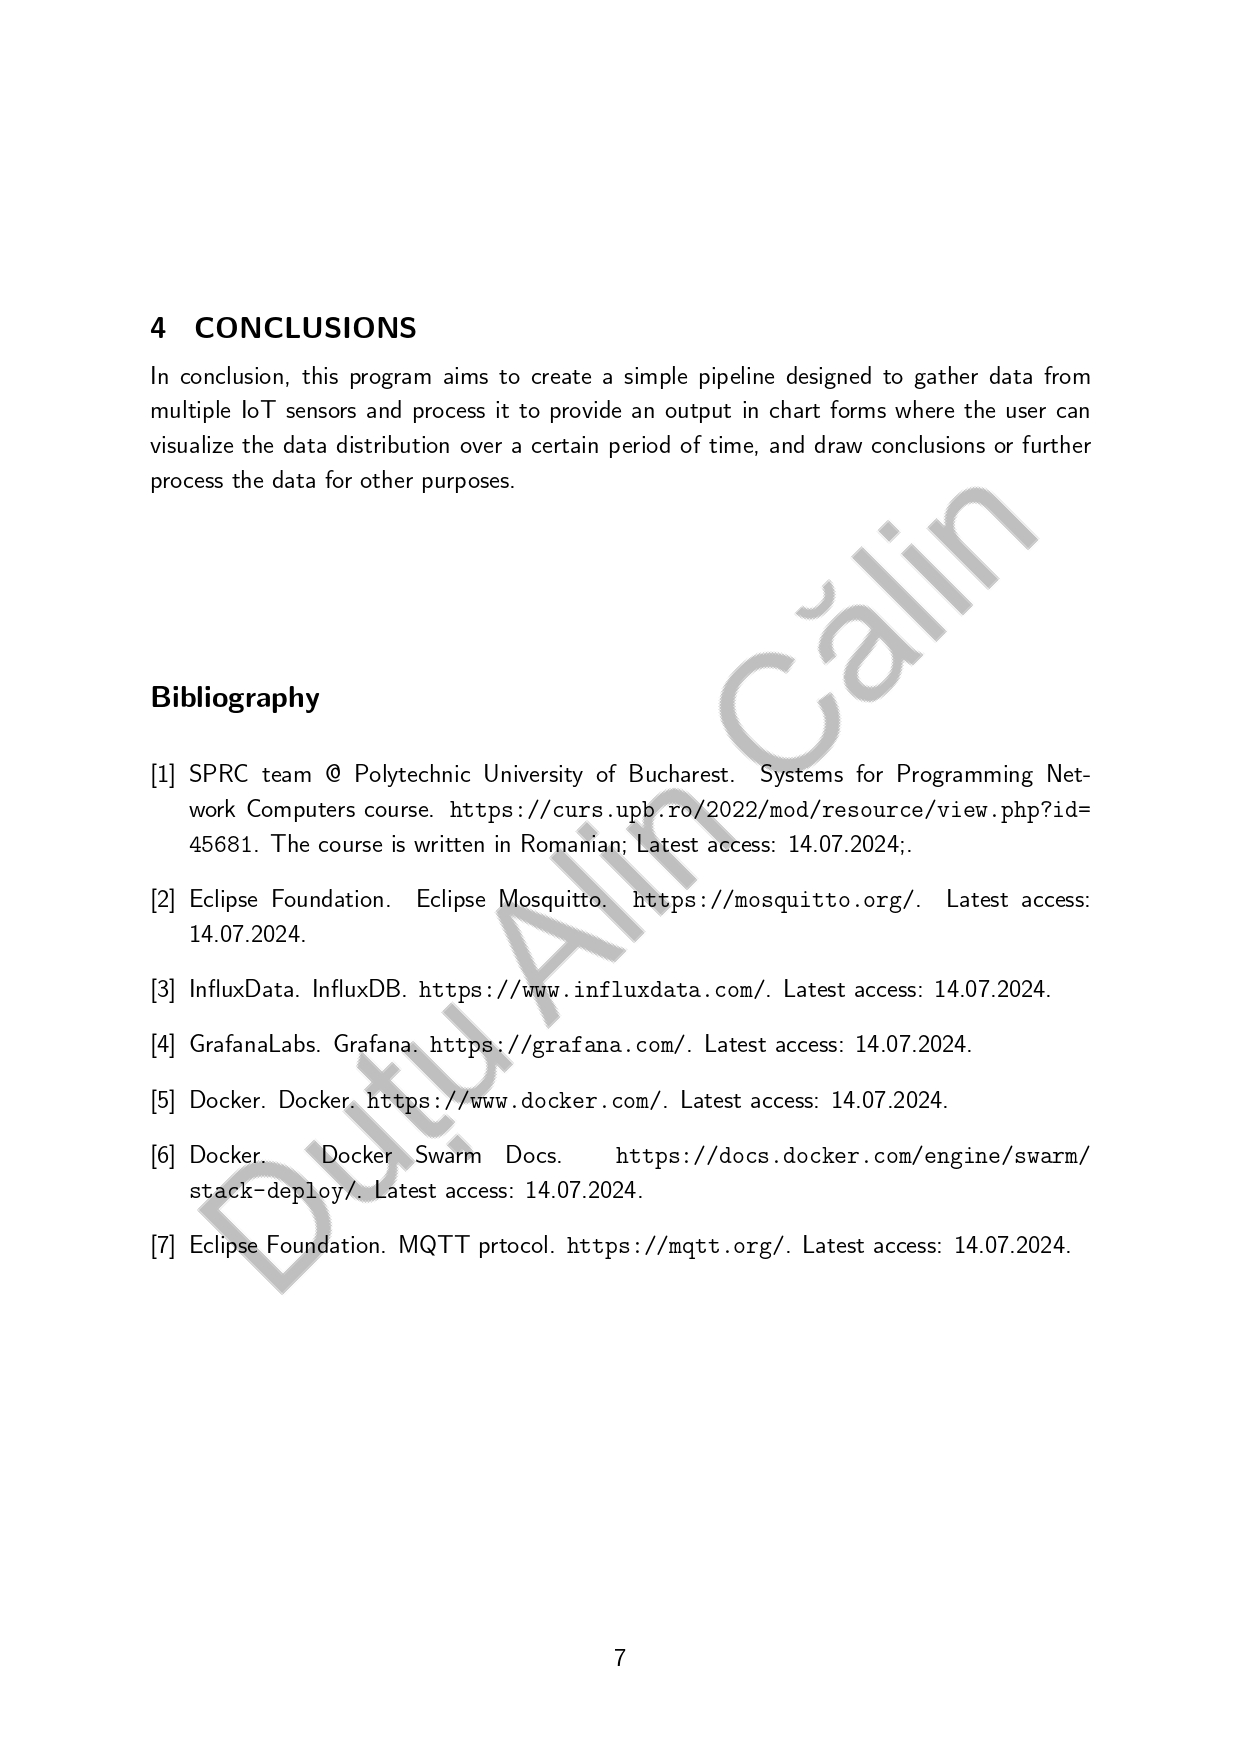 4 CONCLUSIONS
In conclusion, this program aims to create a simple pipeline designed to gather data from
multiple IoT sensors and process it to provide an output in chart forms where the user can
visualize the data distribution over a certain period of time, and draw conclusions or further
process the data for other purposes.
Bibliography
[1] SPRC team @ Polytechnic University of Bucharest. Systems for Programming Net-
work Computers course. https://curs.upb.ro/2022/mod/resource/view.php?id=
45681. The course is written in Romanian; Latest access: 14.07.2024;.
[2] Eclipse Foundation. Eclipse Mosquitto. https://mosquitto.org/. Latest access:
14.07.2024.
[3] InfluxData. InfluxDB. https://www.influxdata.com/. Latest access: 14.07.2024.
[4] GrafanaLabs. Grafana. https://grafana.com/. Latest access: 14.07.2024.
[5] Docker. Docker. https://www.docker.com/. Latest access: 14.07.2024.
[6] Docker. Docker Swarm Docs. https://docs.docker.com/engine/swarm/
stack-deploy/. Latest access: 14.07.2024.
[7] Eclipse Foundation. MQTT prtocol. https://mqtt.org/. Latest access: 14.07.2024.
Duțu Alin Călin
7